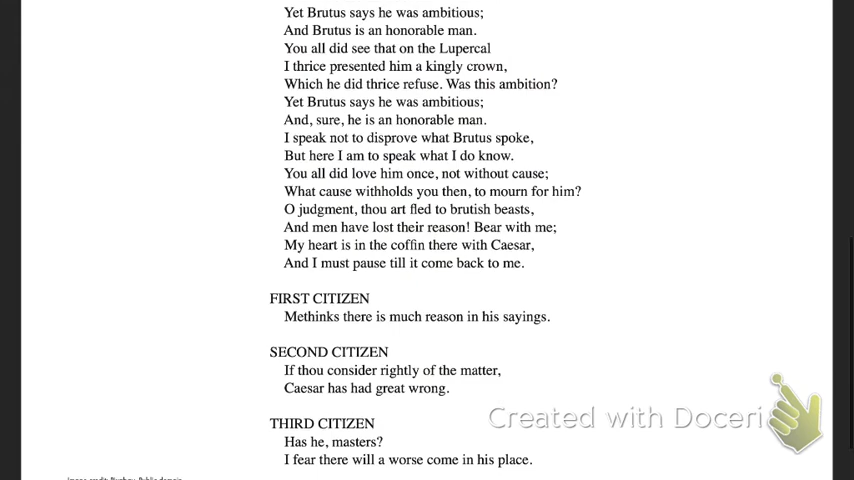 Yet Brutus says he was ambitious;
And Brutus is an honorable man.
You all did see that on the Lupercal
I thrice presented him a kingly crown,
Which he did thrice refuse. Was this ambition?
Yet Brutus says he was ambitious;
And, sure, he is an honorable man.
I speak not to disprove what Brutus spoke,
But here I am to speak what I do know.
You all did love him once, not without cause;
What cause withholds you then, to mourn for him?
O judgment, thou art fled to brutish beasts,
And men have lost their reason! Bear with me;
My heart is in the coffin there with Caesar,
And I must pause till it come back to me.
FIRST CITIZEN
Methinks there is much reason in his sayings.
SECOND CITIZEN
If thou consider rightly of the matter,
Caesar has had great wrong.
THIRD CITIZEN
Has he, masters?
I fear there will a worse come in his place.
Created with Doceri